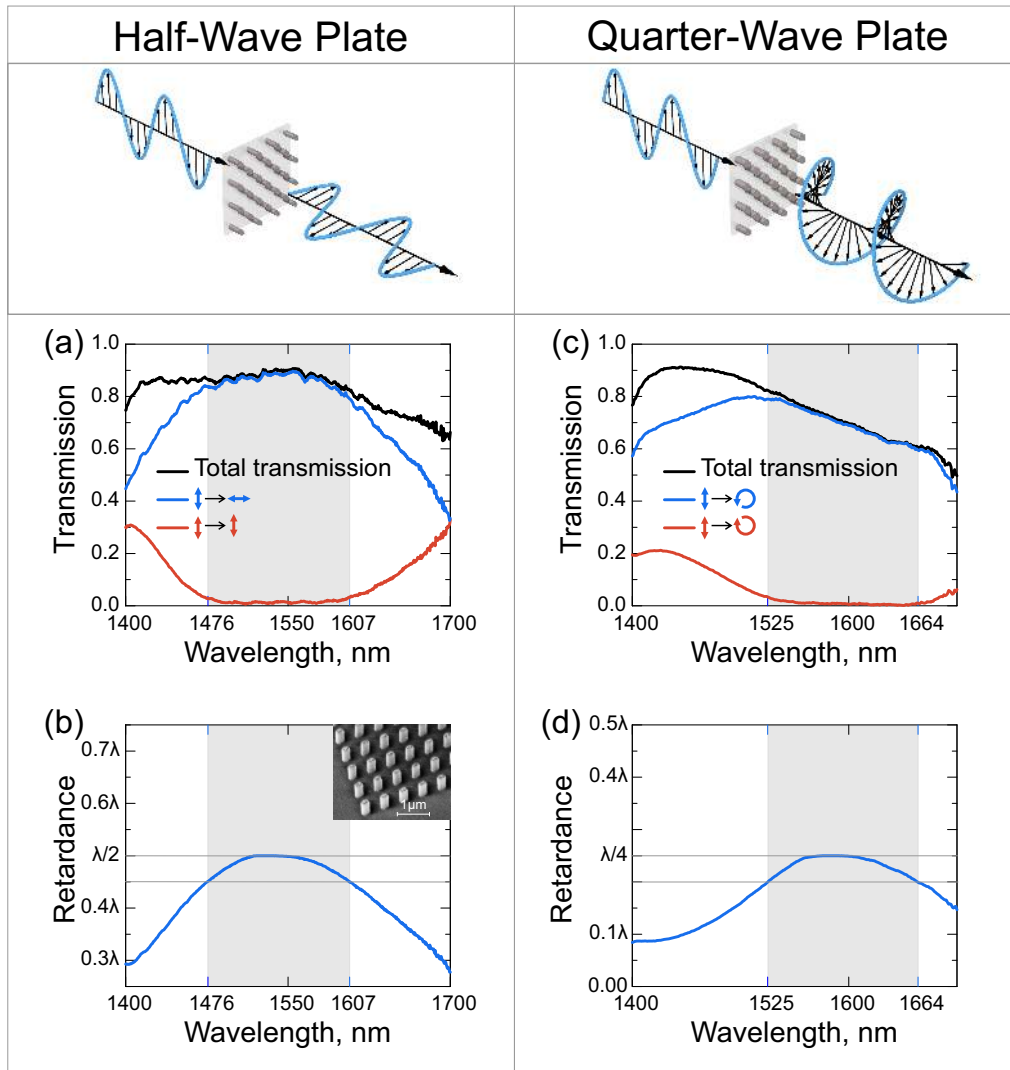 Half-Wave Plate
Quarter-Wave Plate
(a)
Transmission
1.0
0.8
0.6
0.4
0.2
0.0
Total transmission
1400
1476
1550
1607
1700
Wavelength, nm
(c)
Transmission
1.0
0.8
0.6
0.4
0.2
0.0
Total transmission
1400
1525
1600
1664
Wavelength, nm
(b)
Retardance
0.7λ
0.6λ
λ/2
0.4λ
0.3λ
1µm
1400
1476
1550
1607
1700
Wavelength, nm
(d)
Retardance
0.5λ
0.4λ
λ/4
0.1λ
0.00
1400
1525
1600
1664
Wavelength, nm